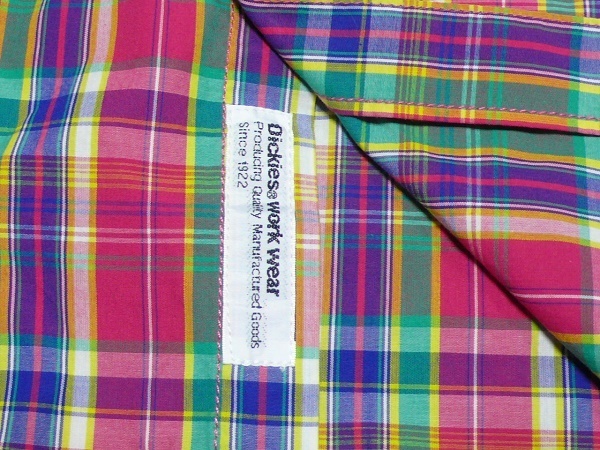 Dickies®work wear
Producing Quality Manufactured Goods
Since 1922